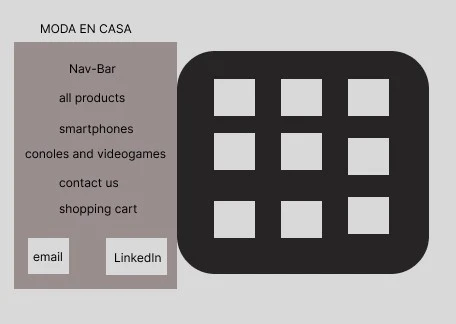 MODA EN CASA
Nav-Bar
all products
smartphones
conoles and videogames
contact us
shopping cart
email
LinkedIn